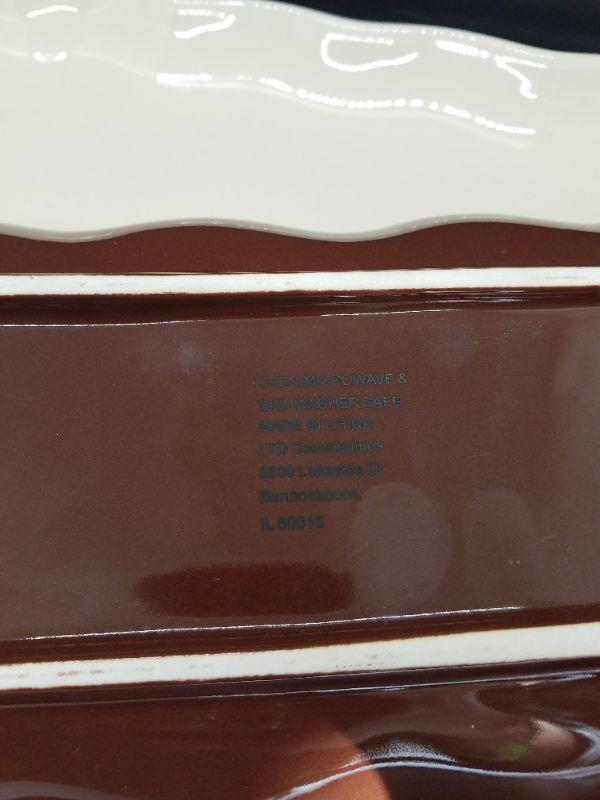 OVEN, MICROWAVE &
DISHWASHER SAFE
MADE IN CHINA
LTD Commodities
2800 Lakeside Dr
Bannockburn,
IL 60015